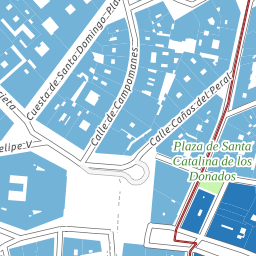 Cuesta de Santo Domingo
Calle de Campomanes
Calle Caños del Peral
Plaza de Santa
Catalina de los
Donados
elipe V
ieta